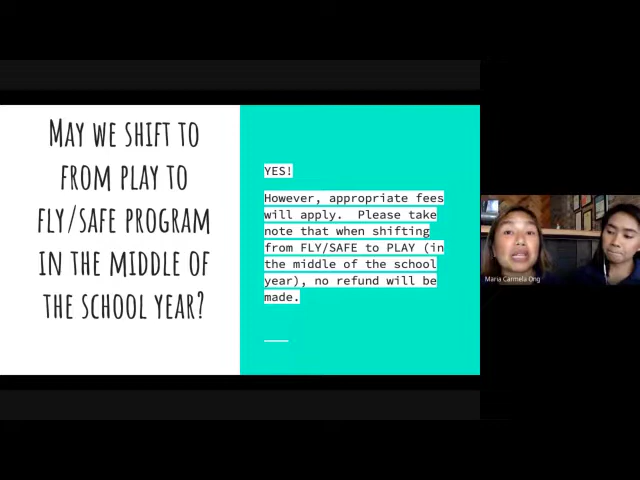 MAY WE SHIFT TO
FROM PLAY TO
FLY/SAFE PROGRAM
IN THE MIDDLE OF
THE SCHOOL YEAR?
YES!
However, appropriate fees
will apply. Please take
note that when shifting
from FLY/SAFE to PLAY (in
the middle of the school
year), no refund will be
made.
Maria Carmela Ong